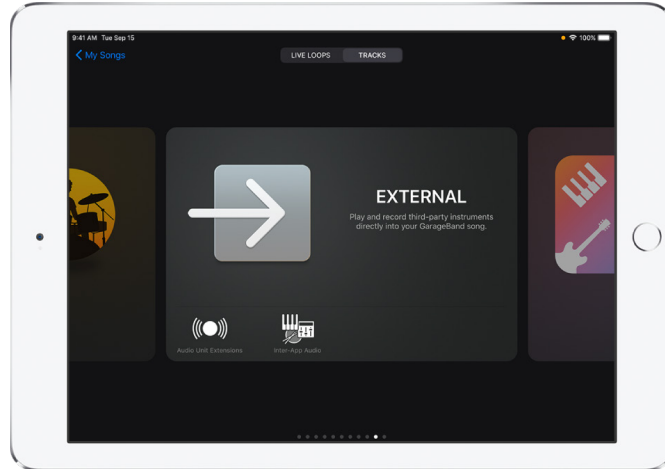 9:41 AM Tue Sep 15
100%
My Songs
LIVE LOOPS
TRACKS
EXTERNAL
Play and record third-party instruments
directly into your GarageBand song.
Audio Unit Extensions
Inter-App Audio